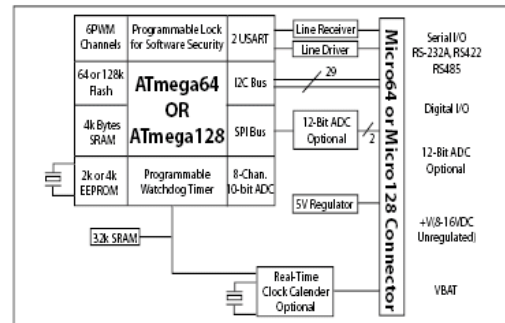 6PWM
Channels
Programmable Lock
for Software Security
2 USART
Line Receiver
Line Driver
64 or 128k
Flash
ATmega64
OR
ATmega128
I2C Bus
29
4k Bytes
SRAM
SPI Bus
12-Bit ADC
Optional
2
2k or 4k
EEPROM
Programmable
Watchdog Timer
8-Chan.
10-bit ADC
5V Regulator
32k SRAM
Real-Time
Clock Calender
Optional
Micro64 or Micro128 Connector
Serial I/O
RS-232A, RS422
RS485
Digital I/O
12-Bit ADC
Optional
+V(8-16VDC
Unregulated)
VBAT